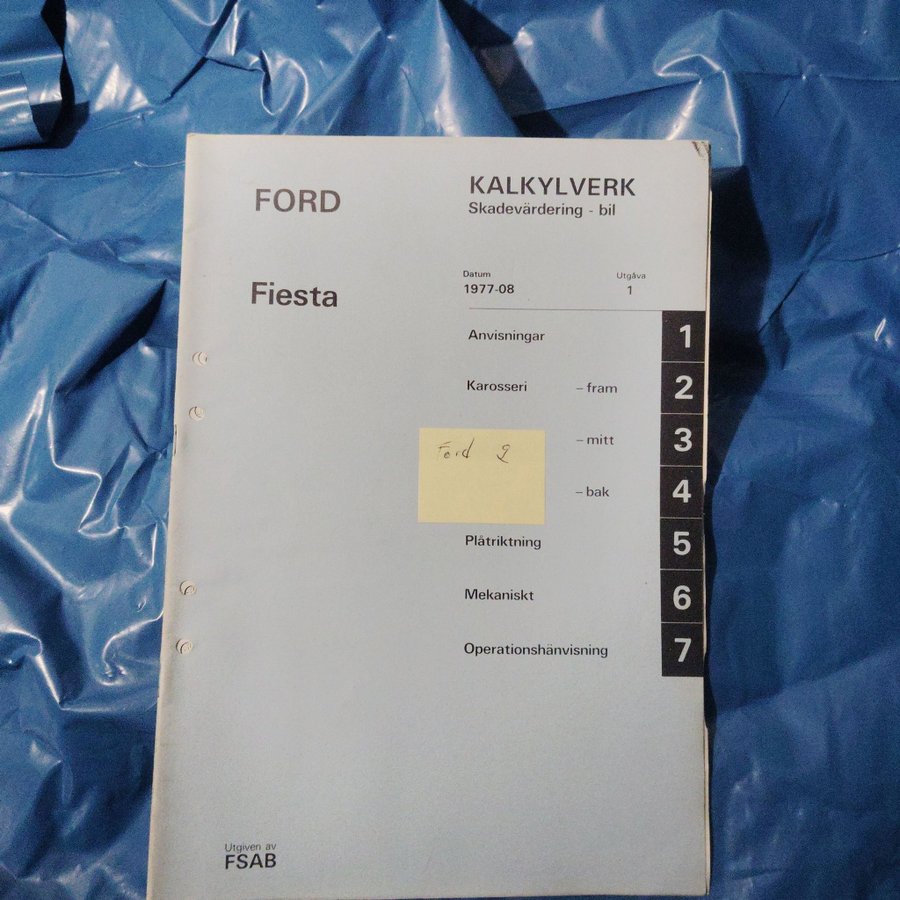 FORD
KALKYLVERK
Skadevärdering - bil
Fiesta
Datum
1977-08
Utgåva
1
Anvisningar 1
Karosseri – fram 2
– mitt 3
– bak 4
Ford 2
Plåtriktning 5
Mekaniskt 6
Operationshänvisning 7
Utgiven av
FSAB